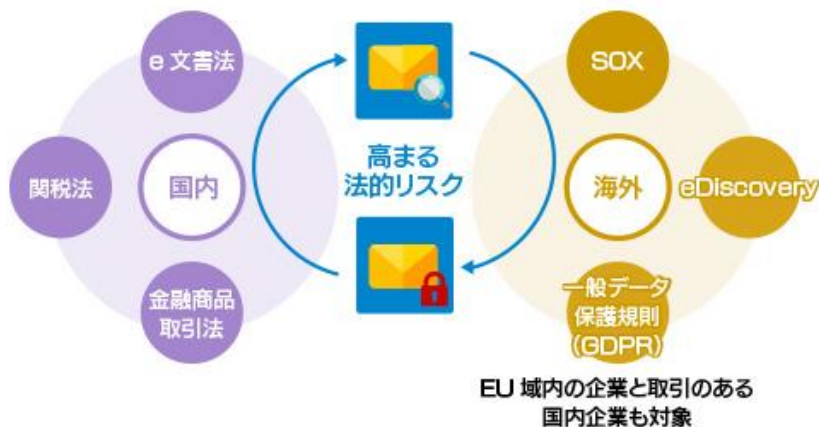 e 文書法
関税法
国内
金融商品
取引法
高まる
法的リスク
SOX
海外
eDiscovery
一般データ
保護規則
（GDPR）
EU 域内の企業と取引のある
国内企業も対象